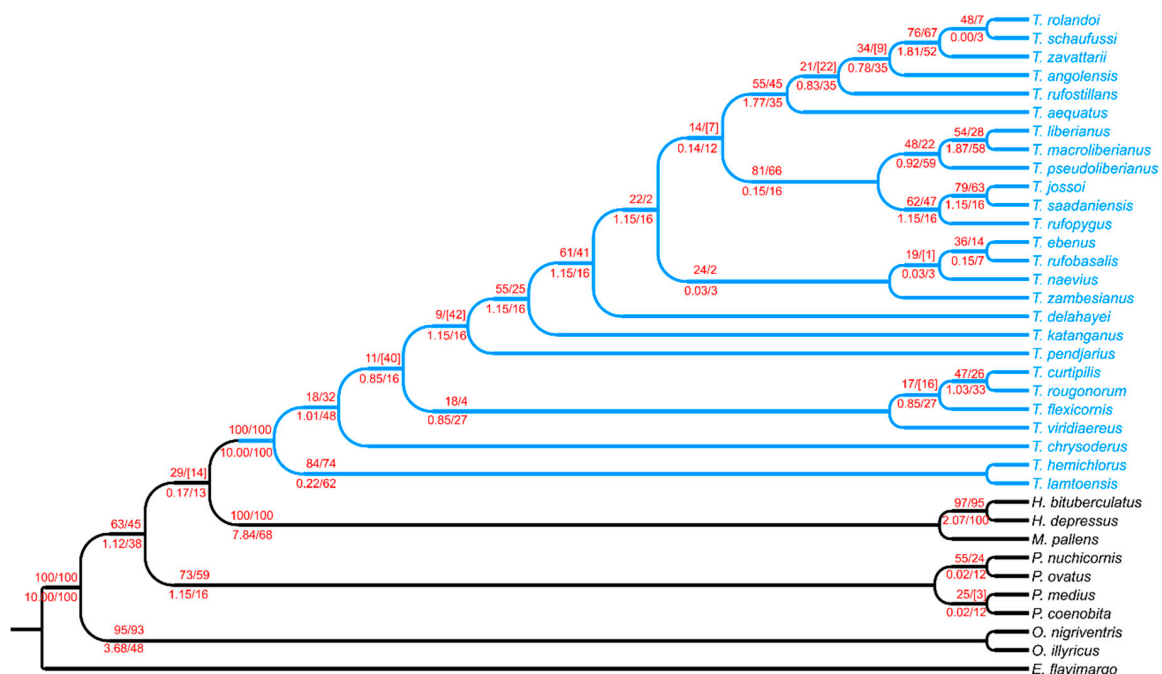 48/7 T. rolandoi
76/67 0.00/3 T. schaufussi
34/[9] 1.81/52 T. zavattarii
21/[22] 0.78/35 T. angolensis
55/45 0.83/35 T. rufostillans
1.77/35 T. aequatus
14/[7] 54/28 T. liberianus
0.14/12 48/22 1.87/58 T. macroliberianus
81/66 0.92/59 T. pseudoliberianus
0.15/16 79/63 T. jossoi
22/2 62/47 1.15/16 T. saadaniensis
1.15/16 1.15/16 T. rufopygus
61/41 36/14 T. ebenus
19/[1] 0.15/7 T. rufobasalis
1.15/16 24/2 0.03/3 T. naevius
55/25 0.03/3 T. zambesianus
9/[42] 1.15/16 T. delahayei
1.15/16 T. katanganus
11/[40] T. pendjarius
0.85/16 47/26 T. curtipilis
18/32 18/4 17/[16] 1.03/33 T. rougonorum
1.01/48 0.85/27 0.85/27 T. flexicornis
100/100 T. viridiaereus
10.00/100 T. chrysoderus
29/[14] 84/74 T. hemichlorus
0.17/13 0.22/62 T. lamtoensis
97/95 H. bituberculatus
63/45 100/100 2.07/100 H. depressus
1.12/38 7.84/68 M. pallens
55/24 P. nuchicornis
100/100 73/59 0.02/12 P. ovatus
10.00/100 1.15/16 25/[3] P. medius
0.02/12 P. coenobita
95/93 O. nigriventris
3.68/48 O. illyricus
E. flavimargo